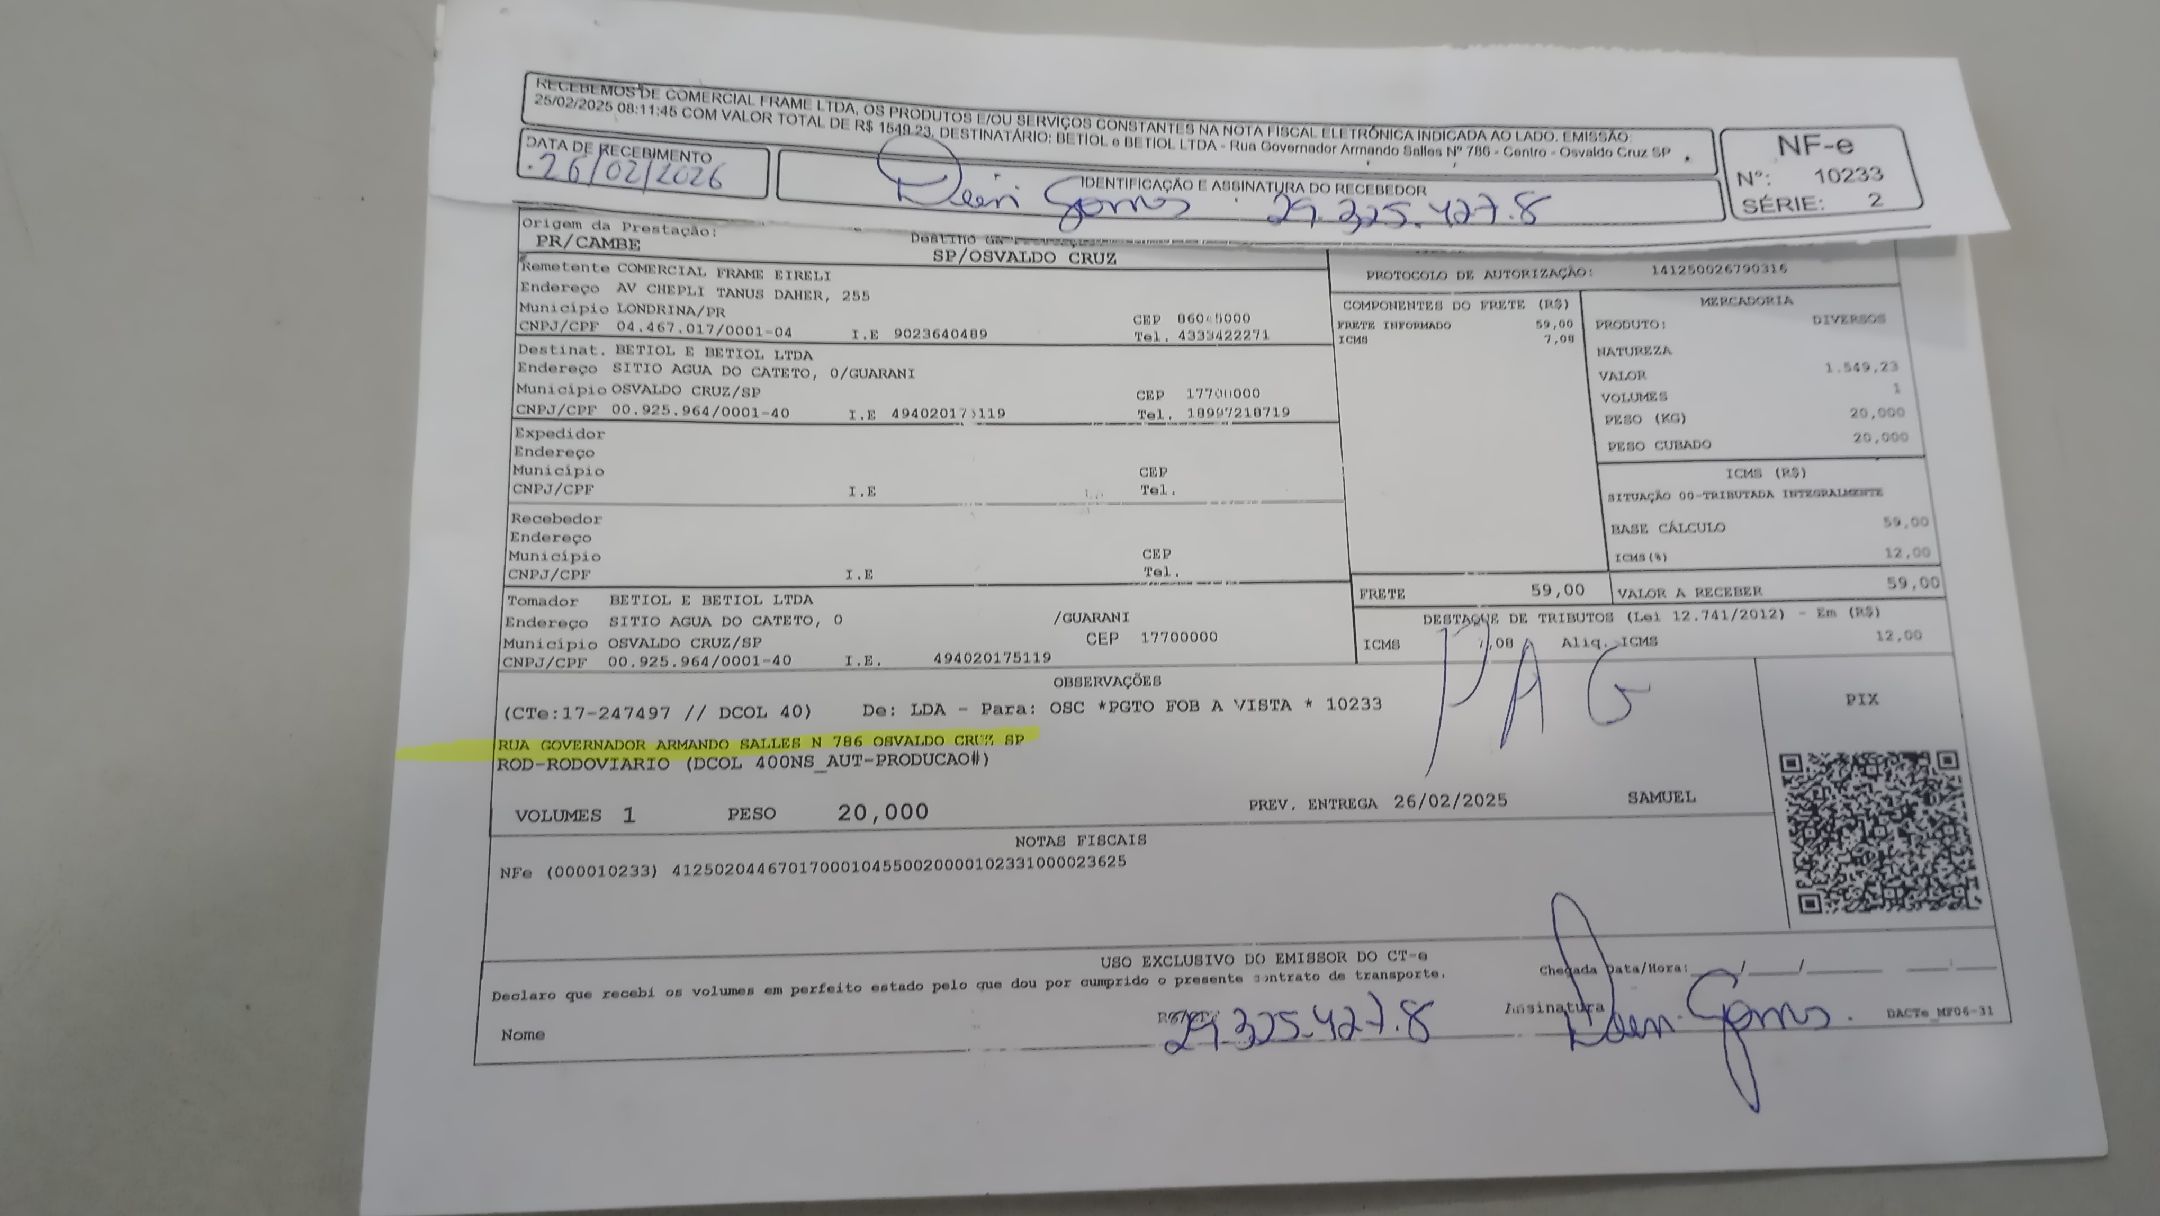 RECEBEMOS DE COMERCIAL FRAME LTDA, OS PRODUTOS E/OU SERVIÇOS CONSTANTES NA NOTA FISCAL ELETRÔNICA INDICADA AO LADO. EMISSÃO:
25/02/2025 08:11:45 COM VALOR TOTAL DE R$ 1549.23, DESTINATÁRIO: BETIOL e BETIOL LTDA - Rua Governador Armando Salles Nº 786 - Centro - Osvaldo Cruz SP
DATA DE RECEBIMENTO
26/02/2026
IDENTIFICAÇÃO E ASSINATURA DO RECEBEDOR
29.325.427.8
NF-e
Nº: 10233
SÉRIE: 2
Origem da Prestação:
PR/CAMBE
SP/OSVALDO CRUZ
Remetente COMERCIAL FRAME EIRELI
Endereço AV CHEPLI TANUS DAHER, 255
Município LONDRINA/PR
CEP
CNPJ/CPF 04.467.017/0001-04 I.E 9023640489 Tel. 4333422271
Destinat. BETIOL E BETIOL LTDA
Endereço SITIO AGUA DO CATETO, 0/GUARANI
Município OSVALDO CRUZ/SP CEP 17700000
CNPJ/CPF 00.925.964/0001-40 I.E Tel. 18997218719
Expedidor
Endereço
Município CEP
CNPJ/CPF I.E Tel.
Recebedor
Endereço
Município CEP
CNPJ/CPF I.E Tel.
Tomador BETIOL E BETIOL LTDA
Endereço SITIO AGUA DO CATETO, 0 /GUARANI
Município OSVALDO CRUZ/SP CEP 17700000
CNPJ/CPF 00.925.964/0001-40 I.E. 494020175119
PROTOCOLO DE AUTORIZAÇÃO: 141250026790316
COMPONENTES DO FRETE (R$)
FRETE INFORMADO 59,00
ICMS 7,08
MERCADORIA
PRODUTO: DIVERSOS
NATUREZA
VALOR 1.549,23
VOLUMES 1
PESO (KG) 20,000
PESO CUBADO 20,000
ICMS (R$)
SITUAÇÃO 00-TRIBUTADA INTEGRALMENTE
BASE CÁLCULO 59,00
ICMS(%) 12,00
FRETE 59,00 VALOR A RECEBER 59,00
DESTAQUE DE TRIBUTOS (Lei 12.741/2012) - Em (R$)
ICMS 7,08 Aliq. ICMS 12,00
PAG
OBSERVAÇÕES
(CTe:17-247497 // DCOL 40) De: LDA - Para: OSC *PGTO FOB A VISTA * 10233
RUA GOVERNADOR ARMANDO SALLES N 786 OSVALDO CRUZ SP
ROD-RODOVIARIO (DCOL 400NS_AUT-PRODUCAO#)
VOLUMES 1 PESO 20,000 PREV. ENTREGA 26/02/2025 SAMUEL
PIX
NOTAS FISCAIS
NFe (000010233) 41250204467017000104550020000102331000023625
USO EXCLUSIVO DO EMISSOR DO CT-e
Declaro que recebi os volumes em perfeito estado pelo que dou por cumprido o presente contrato de transporte.
Chegada Data/Hora: __/__/____ __:__
Nome
29.325.427.8
Assinatura
DACTe_MF06-31